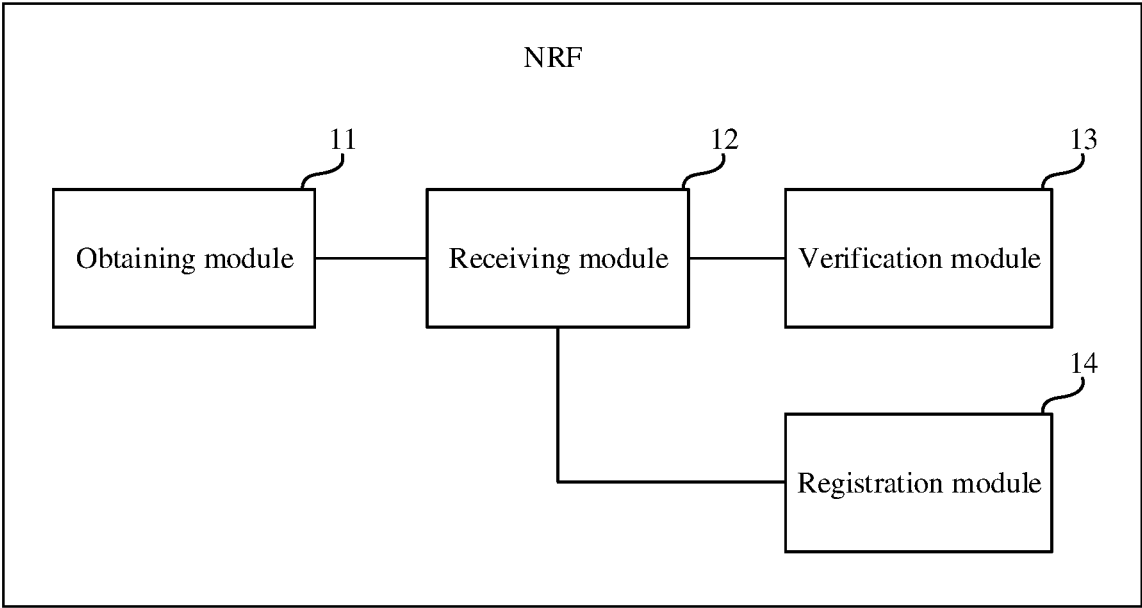 NRF
11
12
13
Obtaining module
Receiving module
Verification module
14
Registration module